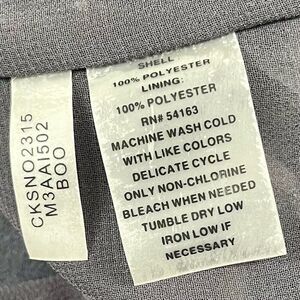 CKSNO2315
M3AA1502
BOO
SHELL
100% POLYESTER
LINING:
100% POLYESTER
RN# 54163
MACHINE WASH COLD
WITH LIKE COLORS
DELICATE CYCLE
ONLY NON-CHLORINE
BLEACH WHEN NEEDED
TUMBLE DRY LOW
IRON LOW IF
NECESSARY